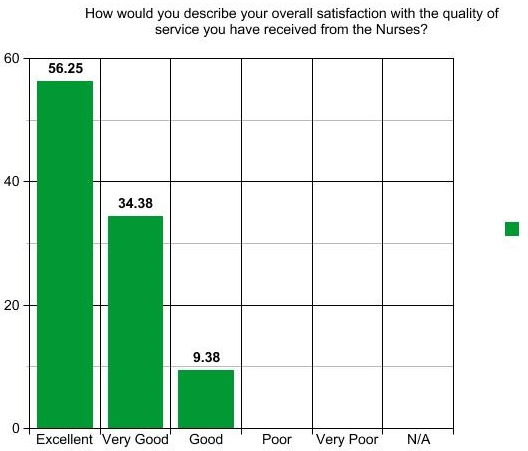 How would you describe your overall satisfaction with the quality of
service you have received from the Nurses?
60
56.25
40
34.38
20
9.38
0
Excellent Very Good Good Poor Very Poor N/A